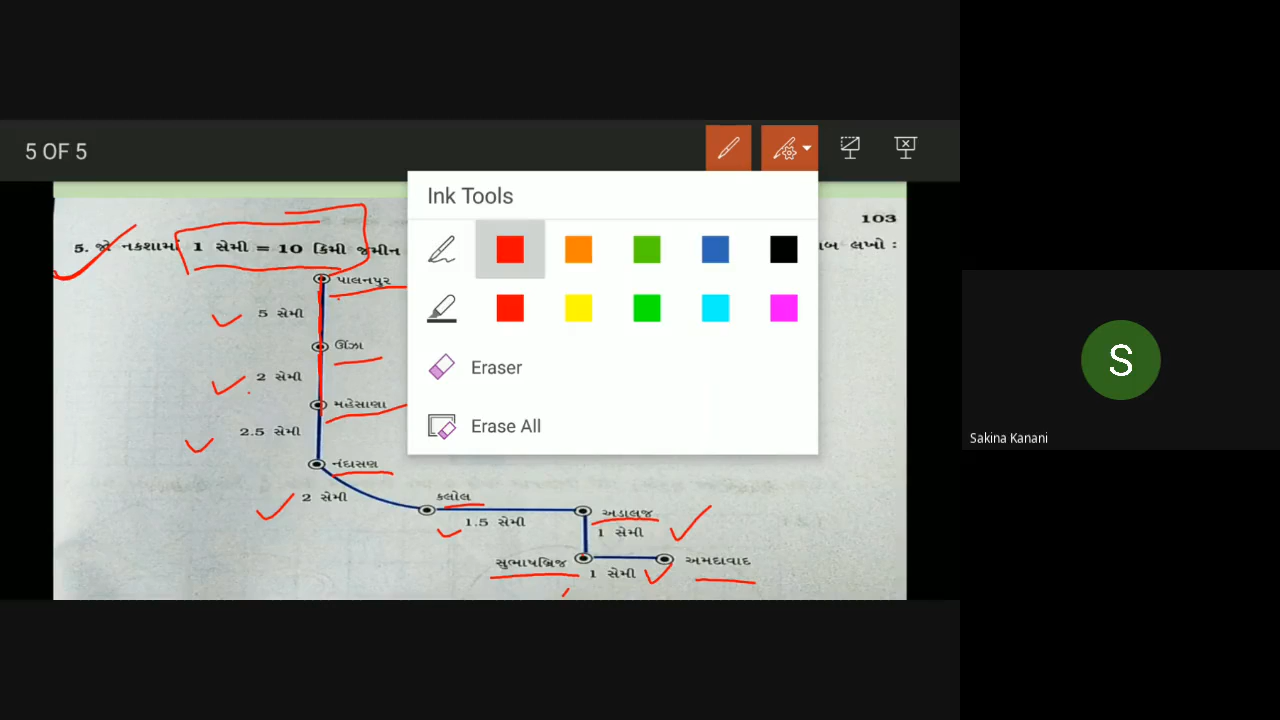 5 OF 5
Ink Tools
Eraser
Erase All
103
5. જો નકશામાં 1 સેમી = 10 કિમી જમીન
બ લખો :
પાલનપુર
5 સેમી
ઊંઝા
2 સેમી
મહેસાણા
2.5 સેમી
નંદાસણ
2 સેમી
કલોલ
1.5 સેમી
અડાલજ
1 સેમી
સુભાષબ્રિજ
અમદાવાદ
1 સેમી
S
Sakina Kanani